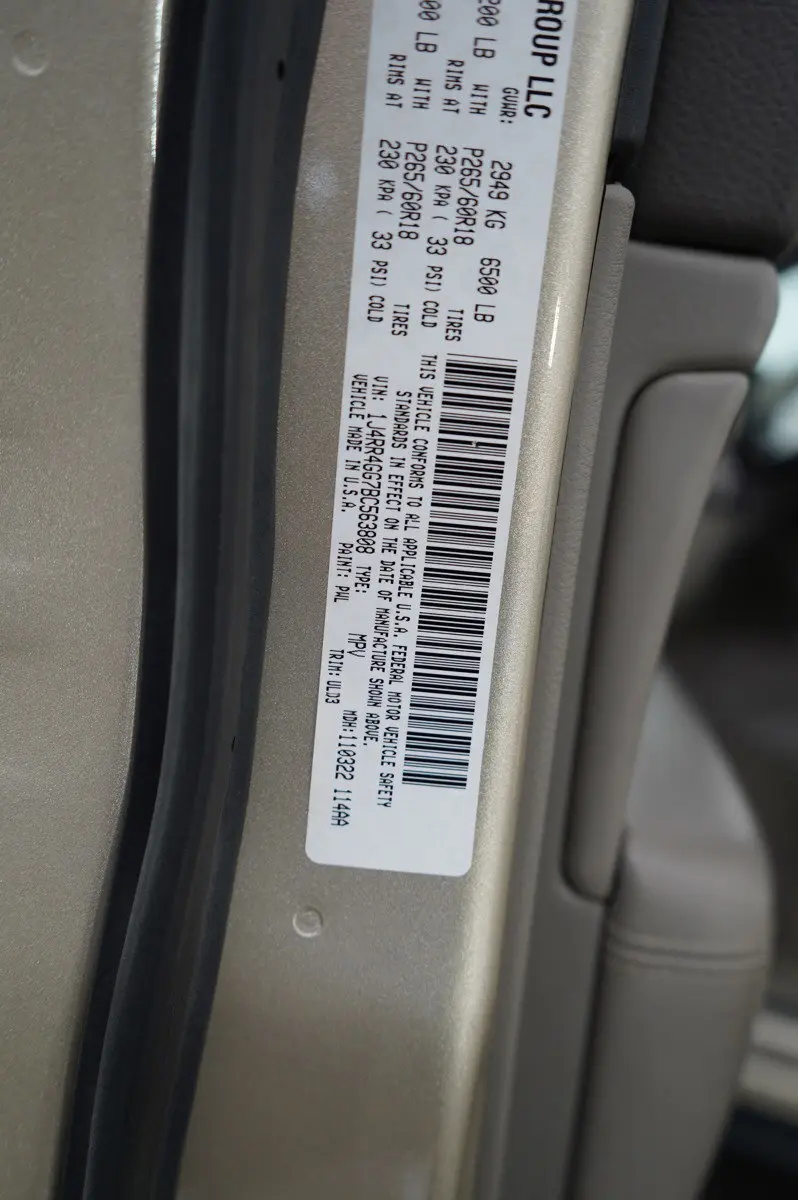 ROUP LLC
GVWR: 2949 KG 6500 LB
200 LB WITH P265/60R18 TIRES
RIMS AT 230 KPA ( 33 PSI) COLD
00 LB WITH P265/60R18 TIRES
RIMS AT 230 KPA ( 33 PSI) COLD
THIS VEHICLE CONFORMS TO ALL APPLICABLE U.S.A. FEDERAL MOTOR VEHICLE SAFETY
STANDARDS IN EFFECT ON THE DATE OF MANUFACTURE SHOWN ABOVE.
VIN: 1J4RR4GG7BC563808 TYPE: MPV MDH:110322 114AA
VEHICLE MADE IN U.S.A. PAINT: PWL TRIM: ULD3